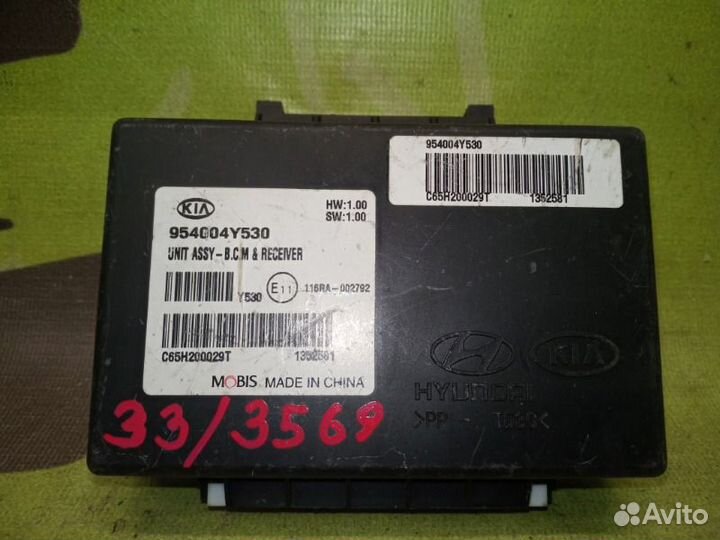 954004Y530
C65H200029T 1352581
KIA
HW:1.00
SW:1.00
954004Y530
UNIT ASSY-B.C.M & RECEIVER
Y530 E11 116RA-002792
C65H200029T 1352581
MOBIS MADE IN CHINA
KIA
HYUNDAI
33/3569
Avito